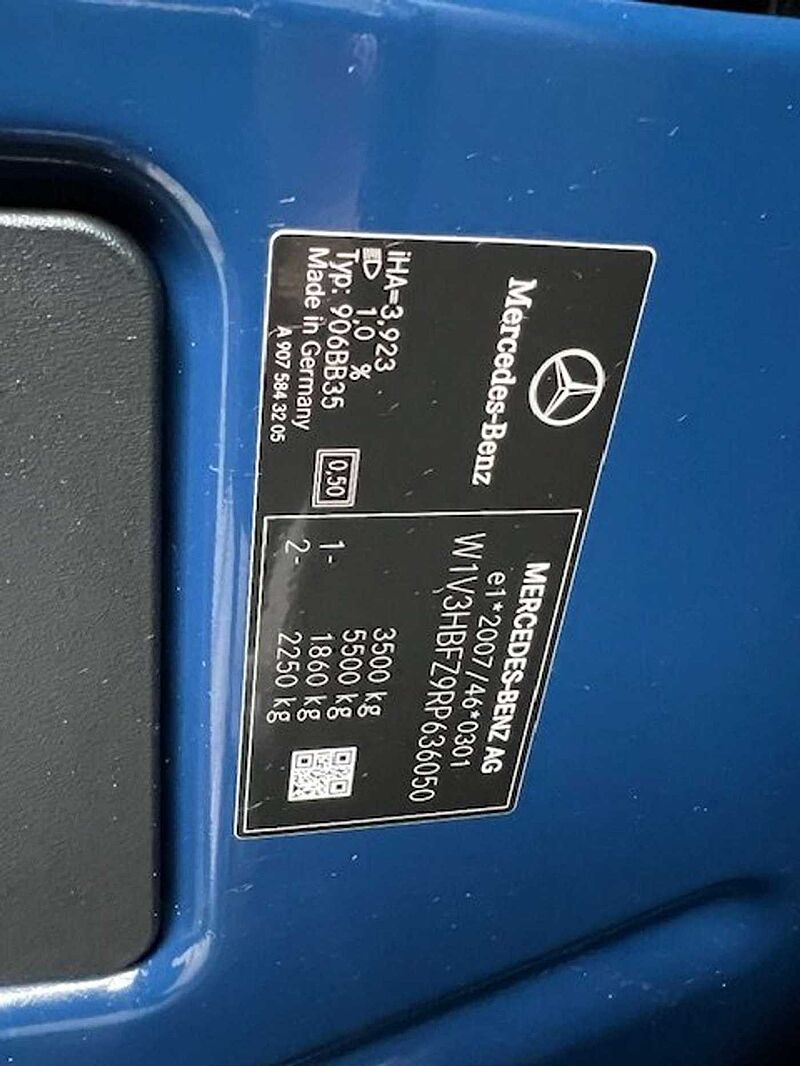 Mercedes-Benz
iHA=3,923
1,0 %
Typ: 906BB35
Made in Germany
A 907 584 32 05
0,50
MERCEDES-BENZ AG
e1*2007/46*0301
W1V3HBFZ9RP636050
3500 kg
5500 kg
1- 1860 kg
2- 2250 kg